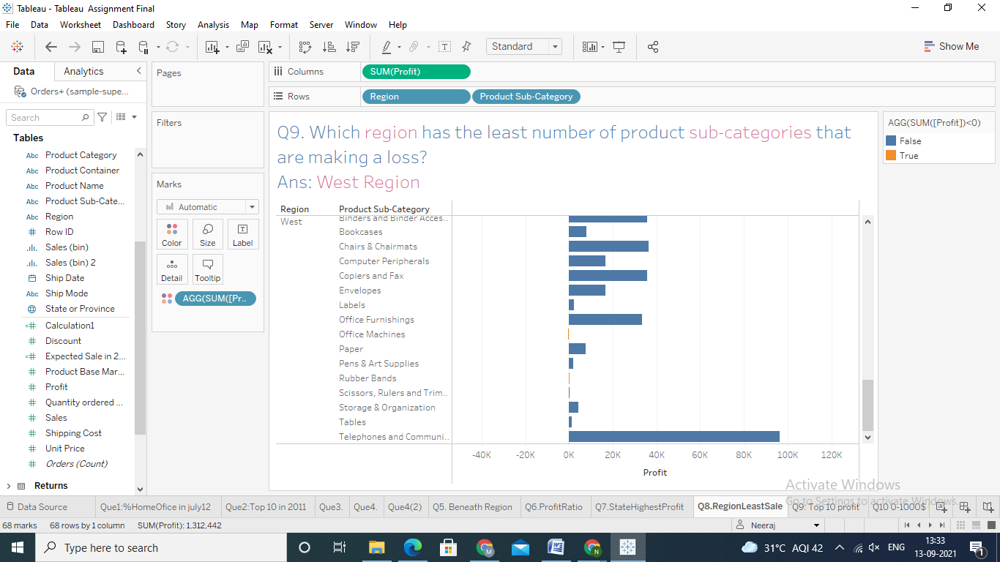 Tableau - Tableau  Assignment Final
File Data Worksheet Dashboard Story Analysis Map Format Server Window Help
Standard
Show Me
Data Analytics
Orders+ (sample-supe...
Search
Tables
Abc Product Category
Abc Product Container
Abc Product Name
Abc Product Sub-Cate...
Abc Region
# Row ID
Sales (bin)
Sales (bin) 2
Ship Date
Abc Ship Mode
State or Province
=# Calculation1
# Discount
=# Expected Sale in 2...
# Product Base Mar...
# Profit
# Quantity ordered ...
# Sales
# Shipping Cost
# Unit Price
# Orders (Count)
Returns
Pages
Filters
Marks
Automatic
Color Size Label
Detail Tooltip
AGG(SUM([Pr..
Columns SUM(Profit)
Rows Region Product Sub-Category
Q9. Which region has the least number of product sub-categories that
are making a loss?
Ans: West Region
Region Product Sub-Category
West Binders and Binder Acces..
Bookcases
Chairs & Chairmats
Computer Peripherals
Copiers and Fax
Envelopes
Labels
Office Furnishings
Office Machines
Paper
Pens & Art Supplies
Rubber Bands
Scissors, Rulers and Trim..
Storage & Organization
Tables
Telephones and Communi..
-40K -20K 0K 20K 40K 60K 80K 100K 120K
Profit
AGG(SUM([Profit])<0)
False
True
Activate Windows
Go to Settings to activate Windows.
Data Source Que1:%HomeOfice in july12 Que2:Top 10 in 2011 Que3. Que4. Que4(2) Q5. Beneath Region Q6.ProfitRatio Q7.StateHighestProfit Q8.RegionLeastSale Q9: Top 10 profit Q10 0-1000$
68 marks 68 rows by 1 column SUM(Profit): 1,312,442
Neeraj
Type here to search
M
N
31°C AQI 42
ENG
13:33
13-09-2021
1